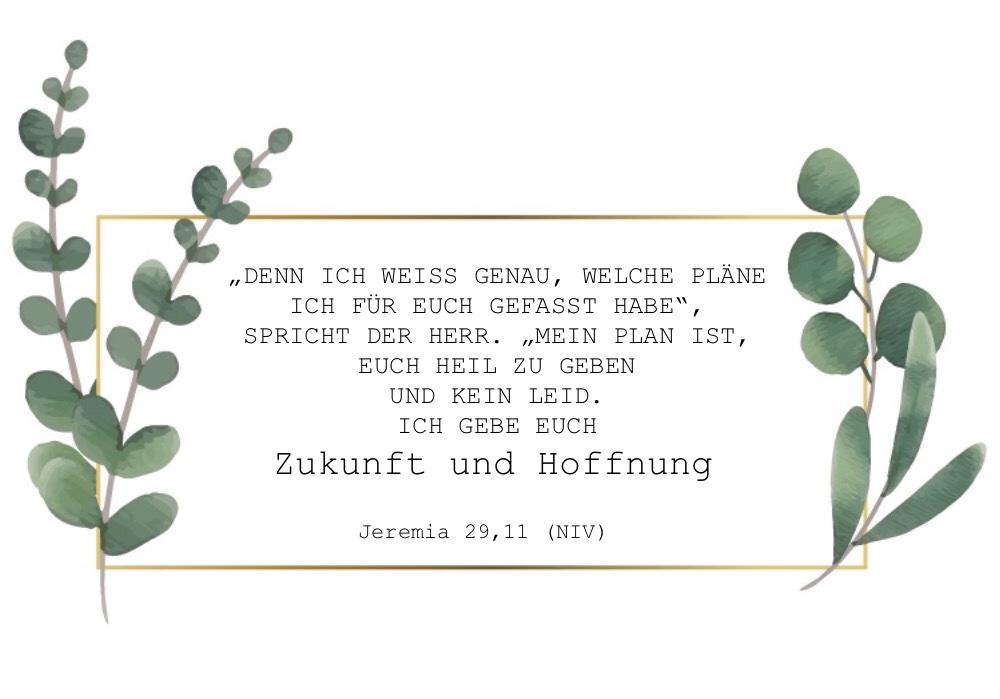 „DENN ICH WEISS GENAU, WELCHE PLÄNE
ICH FÜR EUCH GEFASST HABE“,
SPRICHT DER HERR. „MEIN PLAN IST,
EUCH HEIL ZU GEBEN
UND KEIN LEID.
ICH GEBE EUCH
Zukunft und Hoffnung
Jeremia 29,11 (NIV)